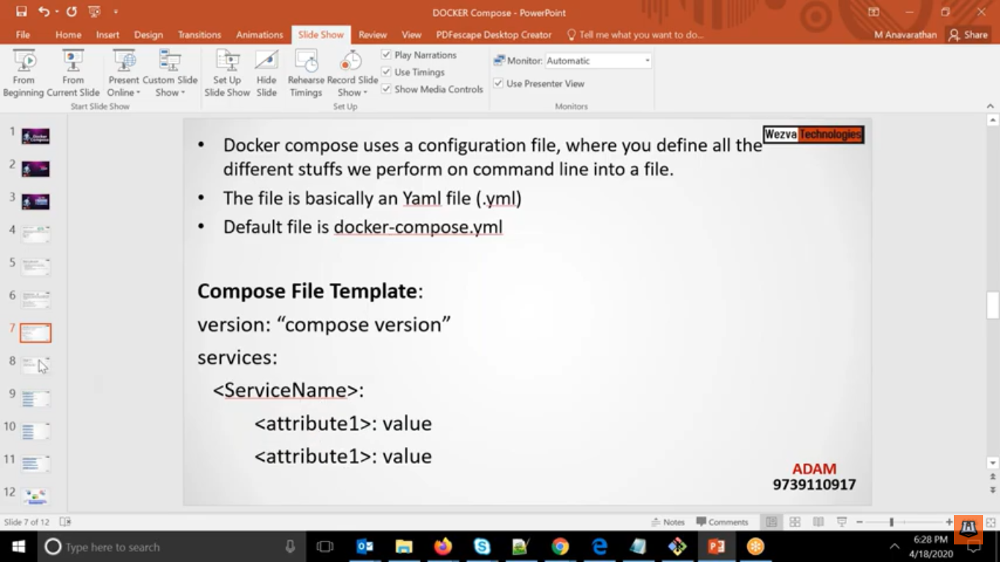 DOCKER Compose - PowerPoint
File Home Insert Design Transitions Animations Slide Show Review View PDFescape Desktop Creator Tell me what you want to do... M Anavarathan Share
From Beginning
From Current Slide
Present Online
Custom Slide Show
Set Up Slide Show
Hide Slide
Rehearse Timings
Record Slide Show
Play Narrations
Use Timings
Show Media Controls
Monitor: Automatic
Use Presenter View
Start Slide Show Set Up Monitors
1
2
3
4
5
6
7
8
9
10
11
12
Wezva Technologies
• Docker compose uses a configuration file, where you define all the
different stuffs we perform on command line into a file.
• The file is basically an Yaml file (.yml)
• Default file is docker-compose.yml
Compose File Template:
version: “compose version”
services:
<ServiceName>:
<attribute1>: value
<attribute1>: value
ADAM
9739110917
Slide 7 of 12 Notes Comments
Type here to search
6:28 PM
4/18/2020